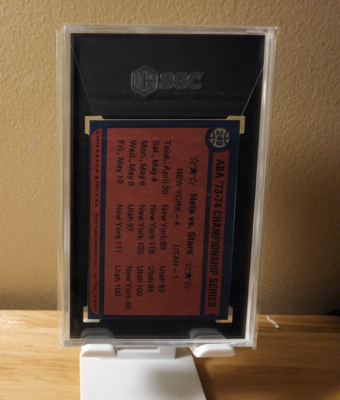 SGC
249
ABA '73-74 CHAMPIONSHIP SERIES
Nets vs. Stars
NEW YORK—4 UTAH—1
Tues., April 30 New York 89 Utah 85
Sat., May 4 New York 118 Utah 94
Mon., May 6 New York 103 Utah 100
Wed., May 8 Utah 97 New York 89
Fri., May 10 New York 111 Utah 100